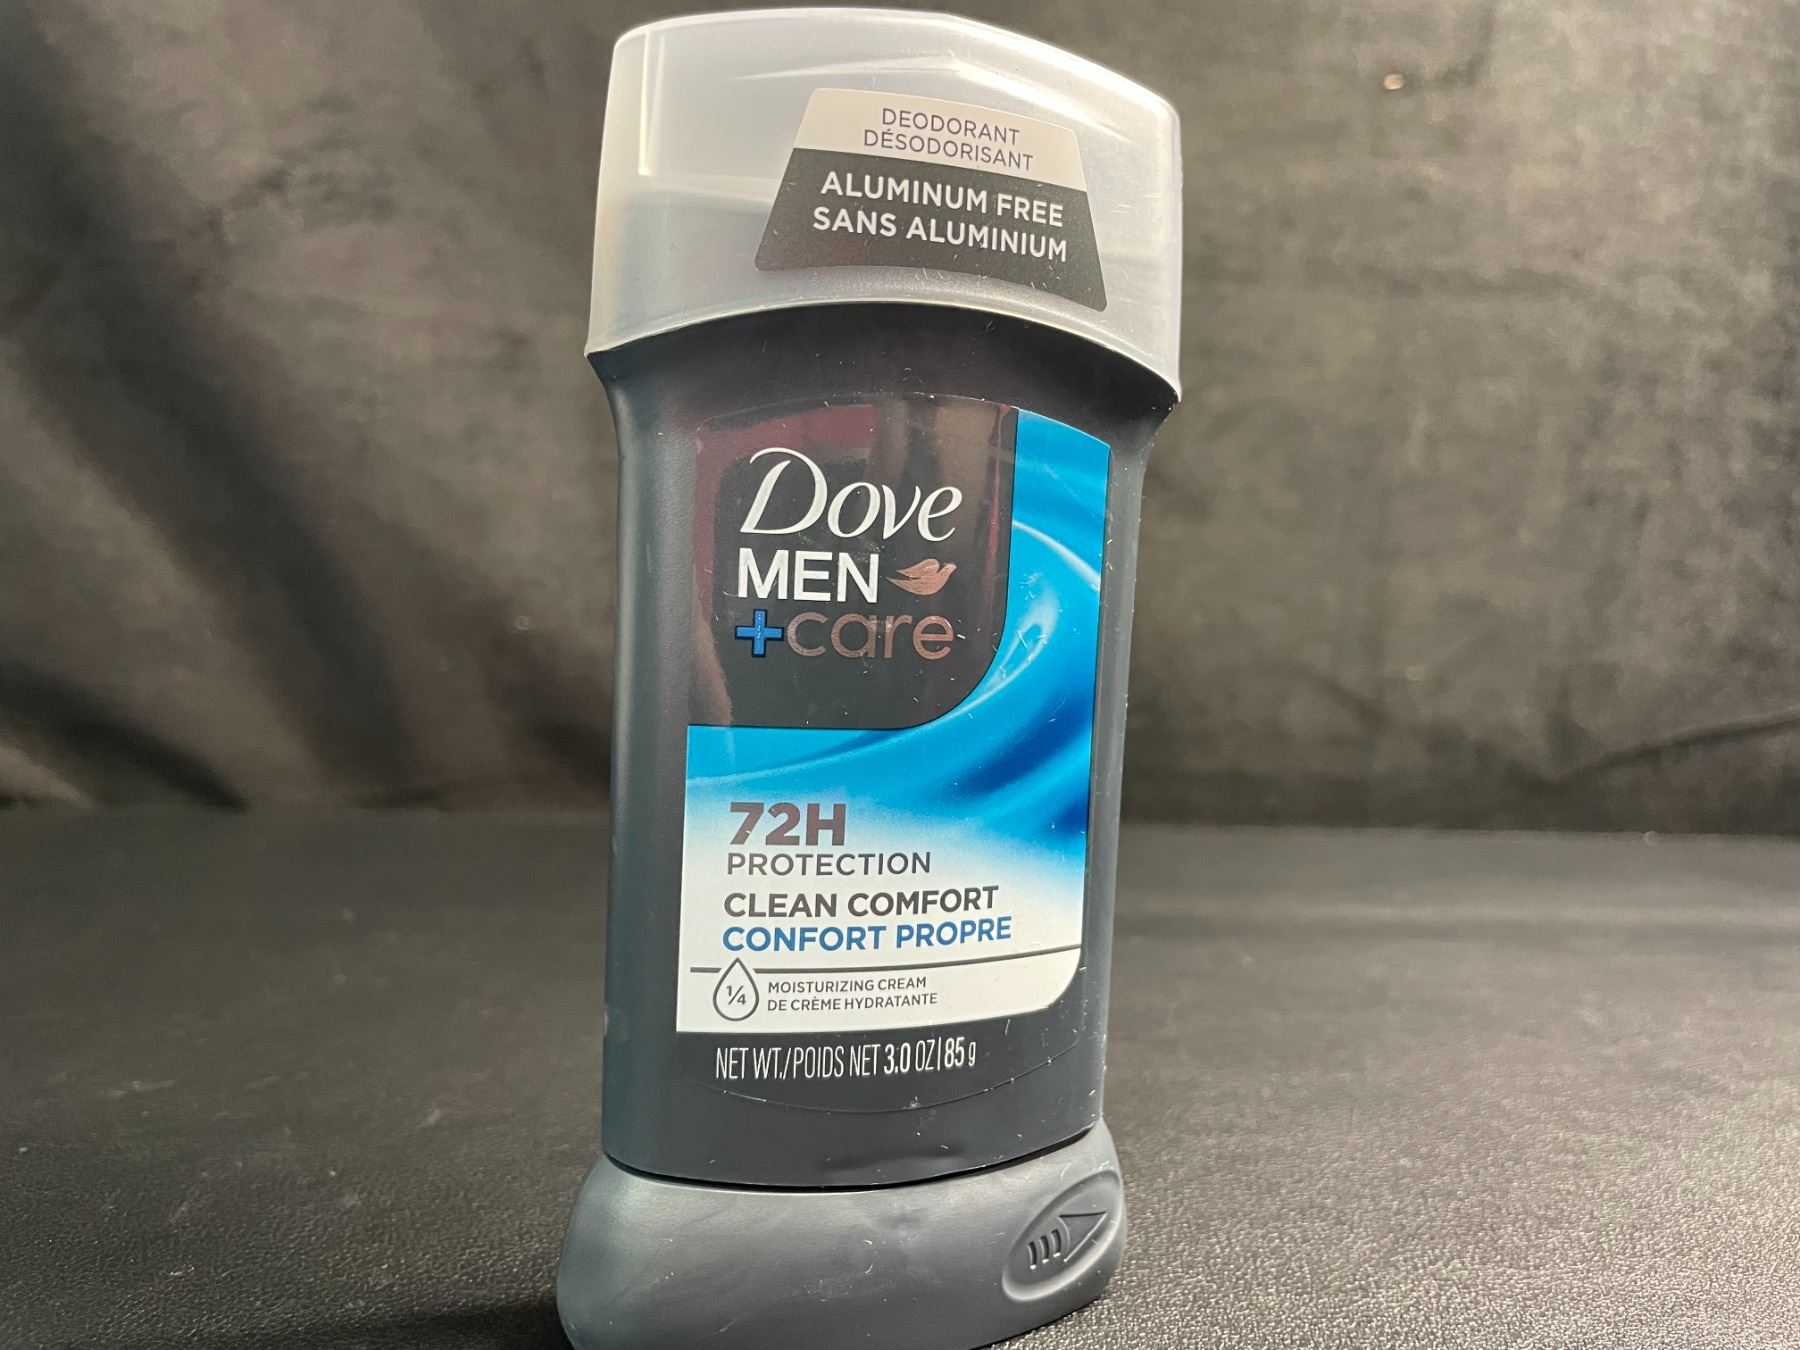 DEODORANT
DÉSODORISANT
ALUMINUM FREE
SANS ALUMINIUM
Dove
MEN
+care
72H
PROTECTION
CLEAN COMFORT
CONFORT PROPRE
1/4
MOISTURIZING CREAM
DE CRÈME HYDRATANTE
NET WT./POIDS NET 3.0 OZ|85 g